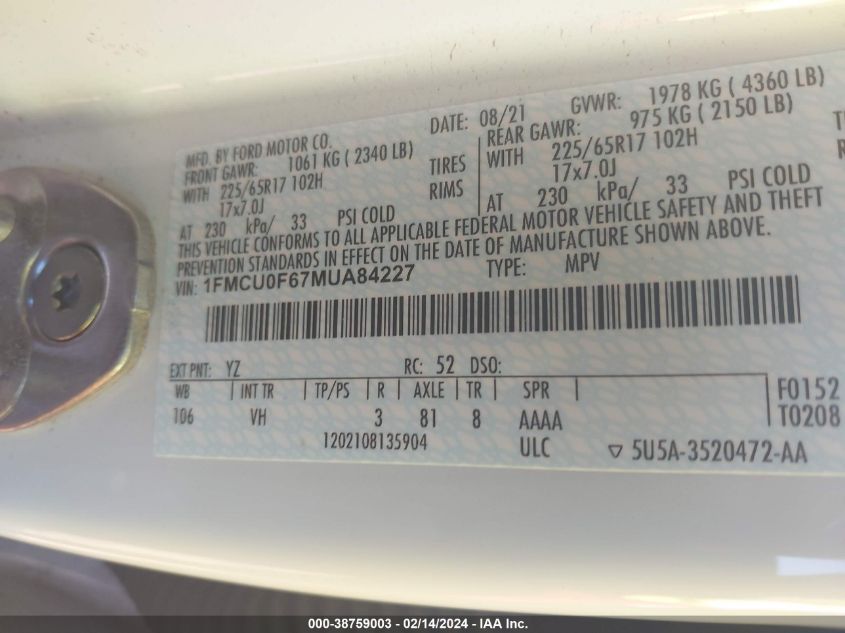 MFD. BY FORD MOTOR CO.
DATE: 08/21 GVWR: 1978 KG ( 4360 LB)
FRONT GAWR: 1061 KG ( 2340 LB)
REAR GAWR: 975 KG ( 2150 LB)
WITH 225/65R17 102H TIRES
WITH 225/65R17 102H
17x7.0J RIMS
17x7.0J
AT 230 kPa/ 33 PSI COLD
AT 230 kPa/ 33 PSI COLD
THIS VEHICLE CONFORMS TO ALL APPLICABLE FEDERAL MOTOR VEHICLE SAFETY AND THEFT
PREVENTION STANDARDS IN EFFECT ON THE DATE OF MANUFACTURE SHOWN ABOVE.
VIN: 1FMCU0F67MUA84227 TYPE: MPV
EXT PNT: YZ RC: 52 DSO:
WB INT TR TP/PS R AXLE TR SPR
106 VH 3 81 8 AAAA
F0152
T0208
1202108135904 ULC 5U5A-3520472-AA
000-38759003 - 02/14/2024 - IAA Inc.